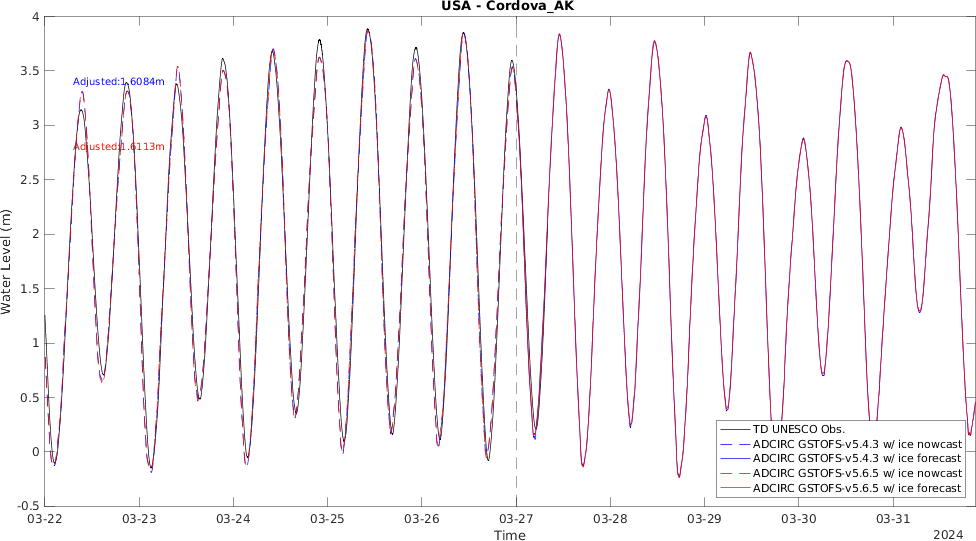 USA - Cordova_AK
4
3.5
3
2.5
2
1.5
1
0.5
0
-0.5
Water Level (m)
Adjusted:1.6084m
Adjusted:1.6113m
TD UNESCO Obs.
ADCIRC GSTOFS-v5.4.3 w/ ice nowcast
ADCIRC GSTOFS-v5.4.3 w/ ice forecast
ADCIRC GSTOFS-v5.6.5 w/ ice nowcast
ADCIRC GSTOFS-v5.6.5 w/ ice forecast
03-22 03-23 03-24 03-25 03-26 03-27 03-28 03-29 03-30 03-31
Time
2024